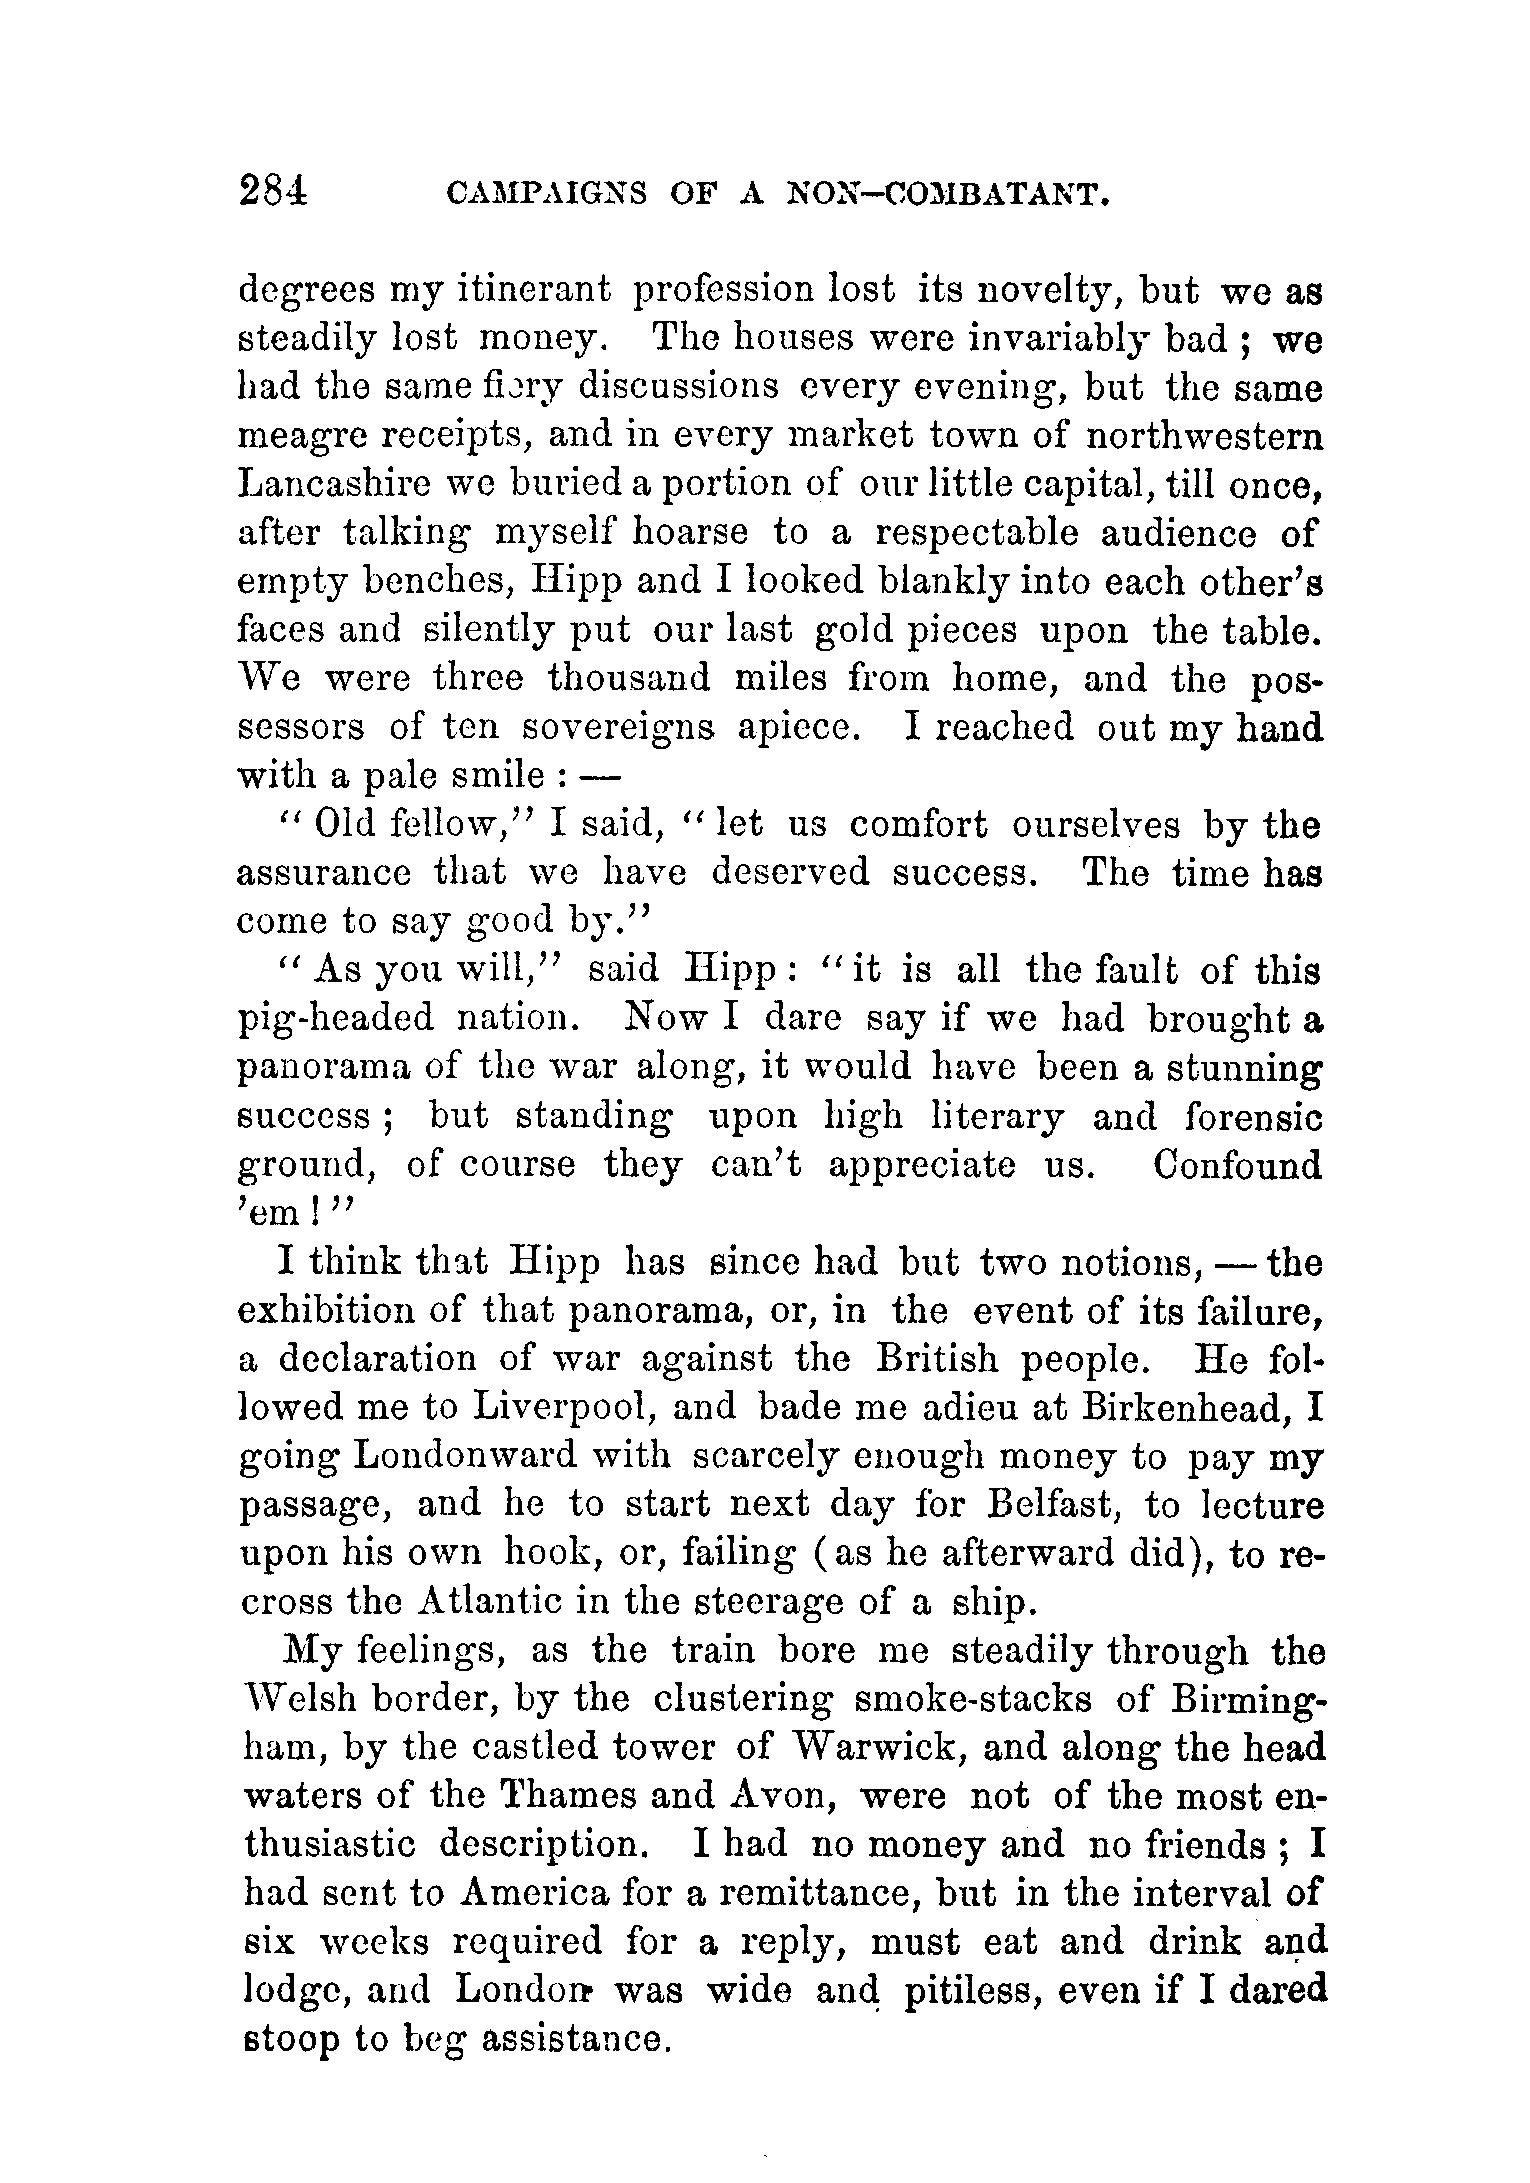 284 CAMPAIGNS OF A NON-COMBATANT.
degrees my itinerant profession lost its novelty, but we as
steadily lost money. The houses were invariably bad ; we
had the same fiery discussions every evening, but the same
meagre receipts, and in every market town of northwestern
Lancashire we buried a portion of our little capital, till once,
after talking myself hoarse to a respectable audience of
empty benches, Hipp and I looked blankly into each other's
faces and silently put our last gold pieces upon the table.
We were three thousand miles from home, and the pos-
sessors of ten sovereigns apiece. I reached out my hand
with a pale smile : —
" Old fellow," I said, " let us comfort ourselves by the
assurance that we have deserved success. The time has
come to say good by."
" As you will," said Hipp : " it is all the fault of this
pig-headed nation. Now I dare say if we had brought a
panorama of the war along, it would have been a stunning
success ; but standing upon high literary and forensic
ground, of course they can't appreciate us. Confound
'em ! "
I think that Hipp has since had but two notions, — the
exhibition of that panorama, or, in the event of its failure,
a declaration of war against the British people. He fol-
lowed me to Liverpool, and bade me adieu at Birkenhead, I
going Londonward with scarcely enough money to pay my
passage, and he to start next day for Belfast, to lecture
upon his own hook, or, failing ( as he afterward did), to re-
cross the Atlantic in the steerage of a ship.
My feelings, as the train bore me steadily through the
Welsh border, by the clustering smoke-stacks of Birming-
ham, by the castled tower of Warwick, and along the head
waters of the Thames and Avon, were not of the most en-
thusiastic description. I had no money and no friends ; I
had sent to America for a remittance, but in the interval of
six weeks required for a reply, must eat and drink and
lodge, and London was wide and pitiless, even if I dared
stoop to beg assistance.